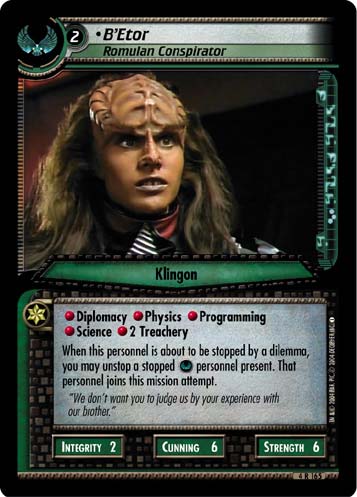 2
•B'Etor
Romulan Conspirator
Klingon
• Diplomacy • Physics • Programming
• Science • 2 Treachery
When this personnel is about to be stopped by a dilemma,
you may unstop a stopped personnel present. That
personnel joins this mission attempt.
"We don't want you to judge us by your experience with
our brother."
INTEGRITY 2 CUNNING 6 STRENGTH 6
4 R 165